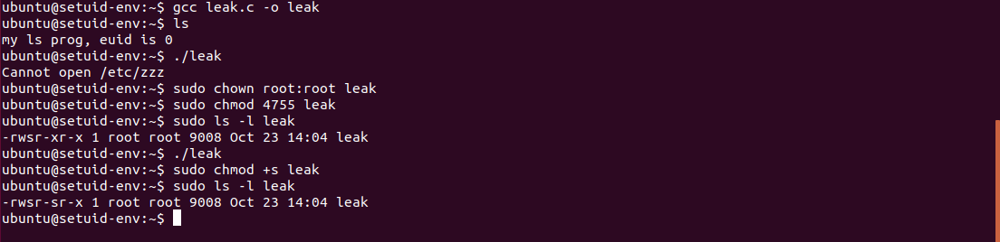 ubuntu@setuid-env:~$ gcc leak.c -o leak
ubuntu@setuid-env:~$ ls
my ls prog, euid is 0
ubuntu@setuid-env:~$ ./leak
Cannot open /etc/zzz
ubuntu@setuid-env:~$ sudo chown root:root leak
ubuntu@setuid-env:~$ sudo chmod 4755 leak
ubuntu@setuid-env:~$ sudo ls -l leak
-rwsr-xr-x 1 root root 9008 Oct 23 14:04 leak
ubuntu@setuid-env:~$ ./leak
ubuntu@setuid-env:~$ sudo chmod +s leak
ubuntu@setuid-env:~$ sudo ls -l leak
-rwsr-sr-x 1 root root 9008 Oct 23 14:04 leak
ubuntu@setuid-env:~$